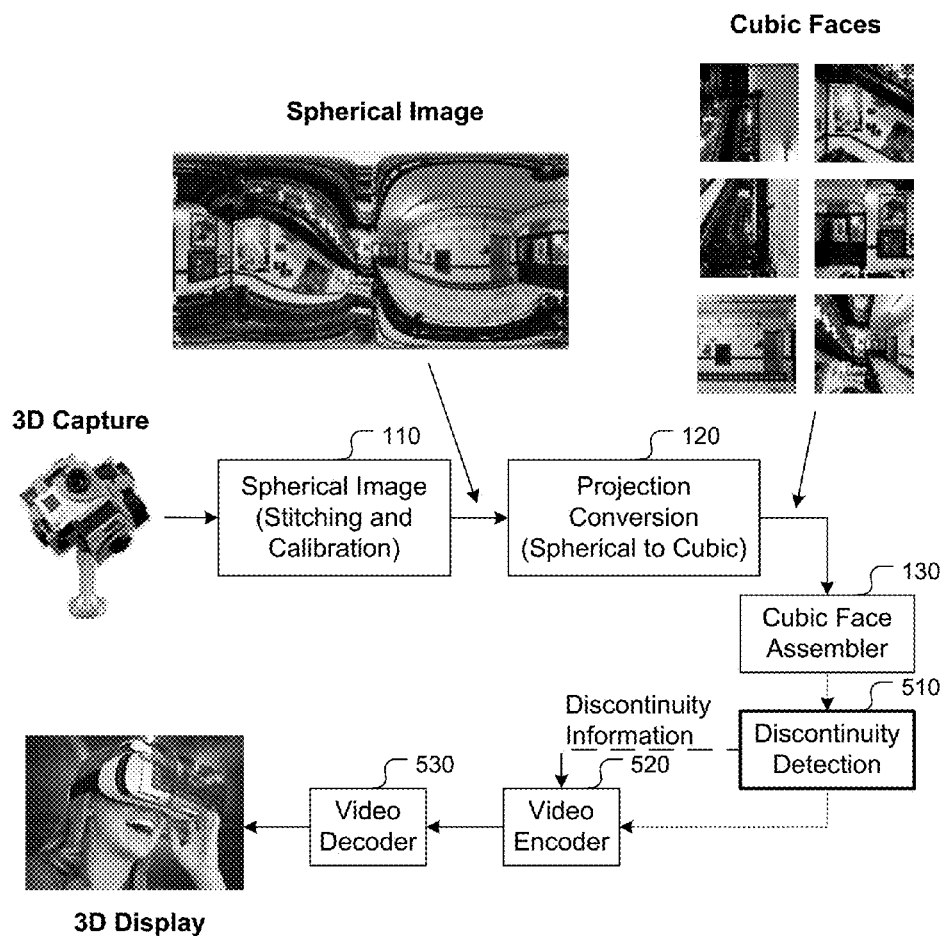 Cubic Faces
Spherical Image
3D Capture
110
Spherical Image
(Stitching and
Calibration)
120
Projection
Conversion
(Spherical to Cubic)
130
Cubic Face
Assembler
510
Discontinuity
Detection
Discontinuity
Information
520
Video
Encoder
530
Video
Decoder
3D Display